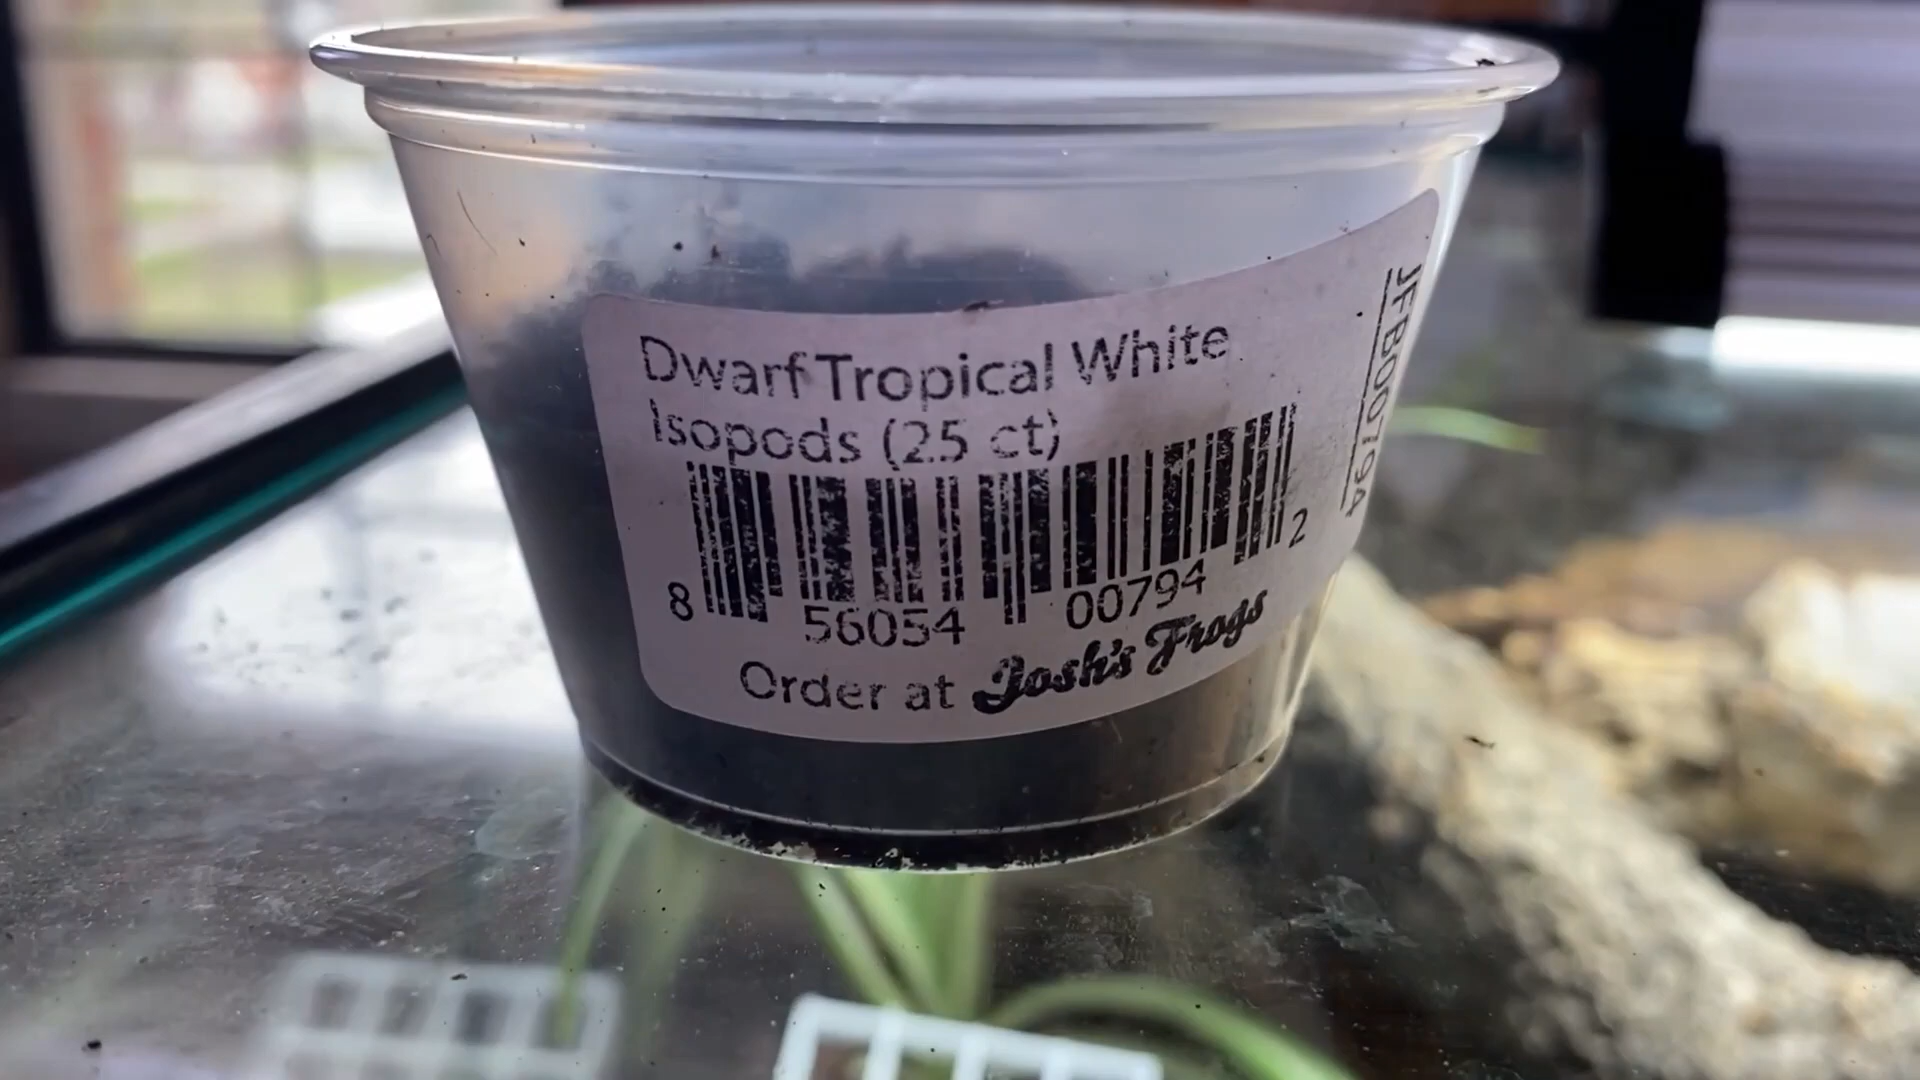 Dwarf Tropical White
Isopods (25 ct)
8 56054 00794 2
Order at Josh's Frogs
JFB00794